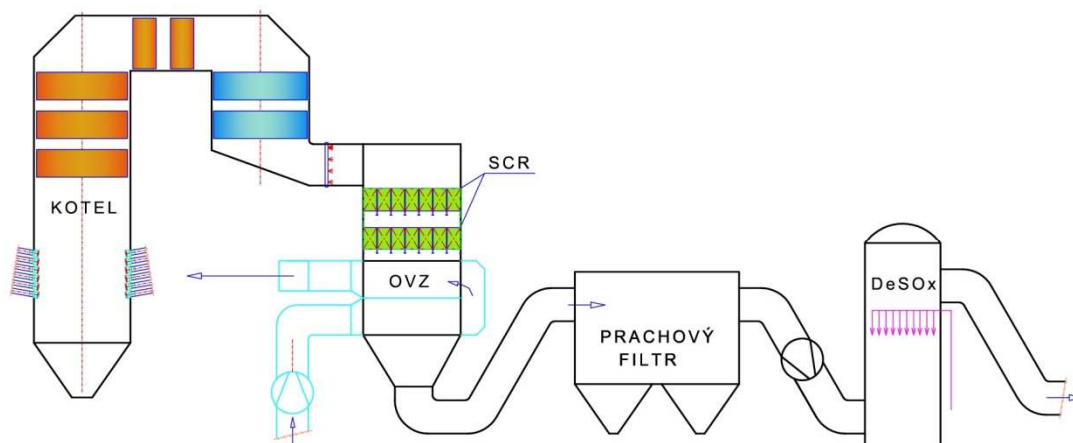 SCR
KOTEL
OVZ
DeSOx
PRACHOVÝ
FILTR